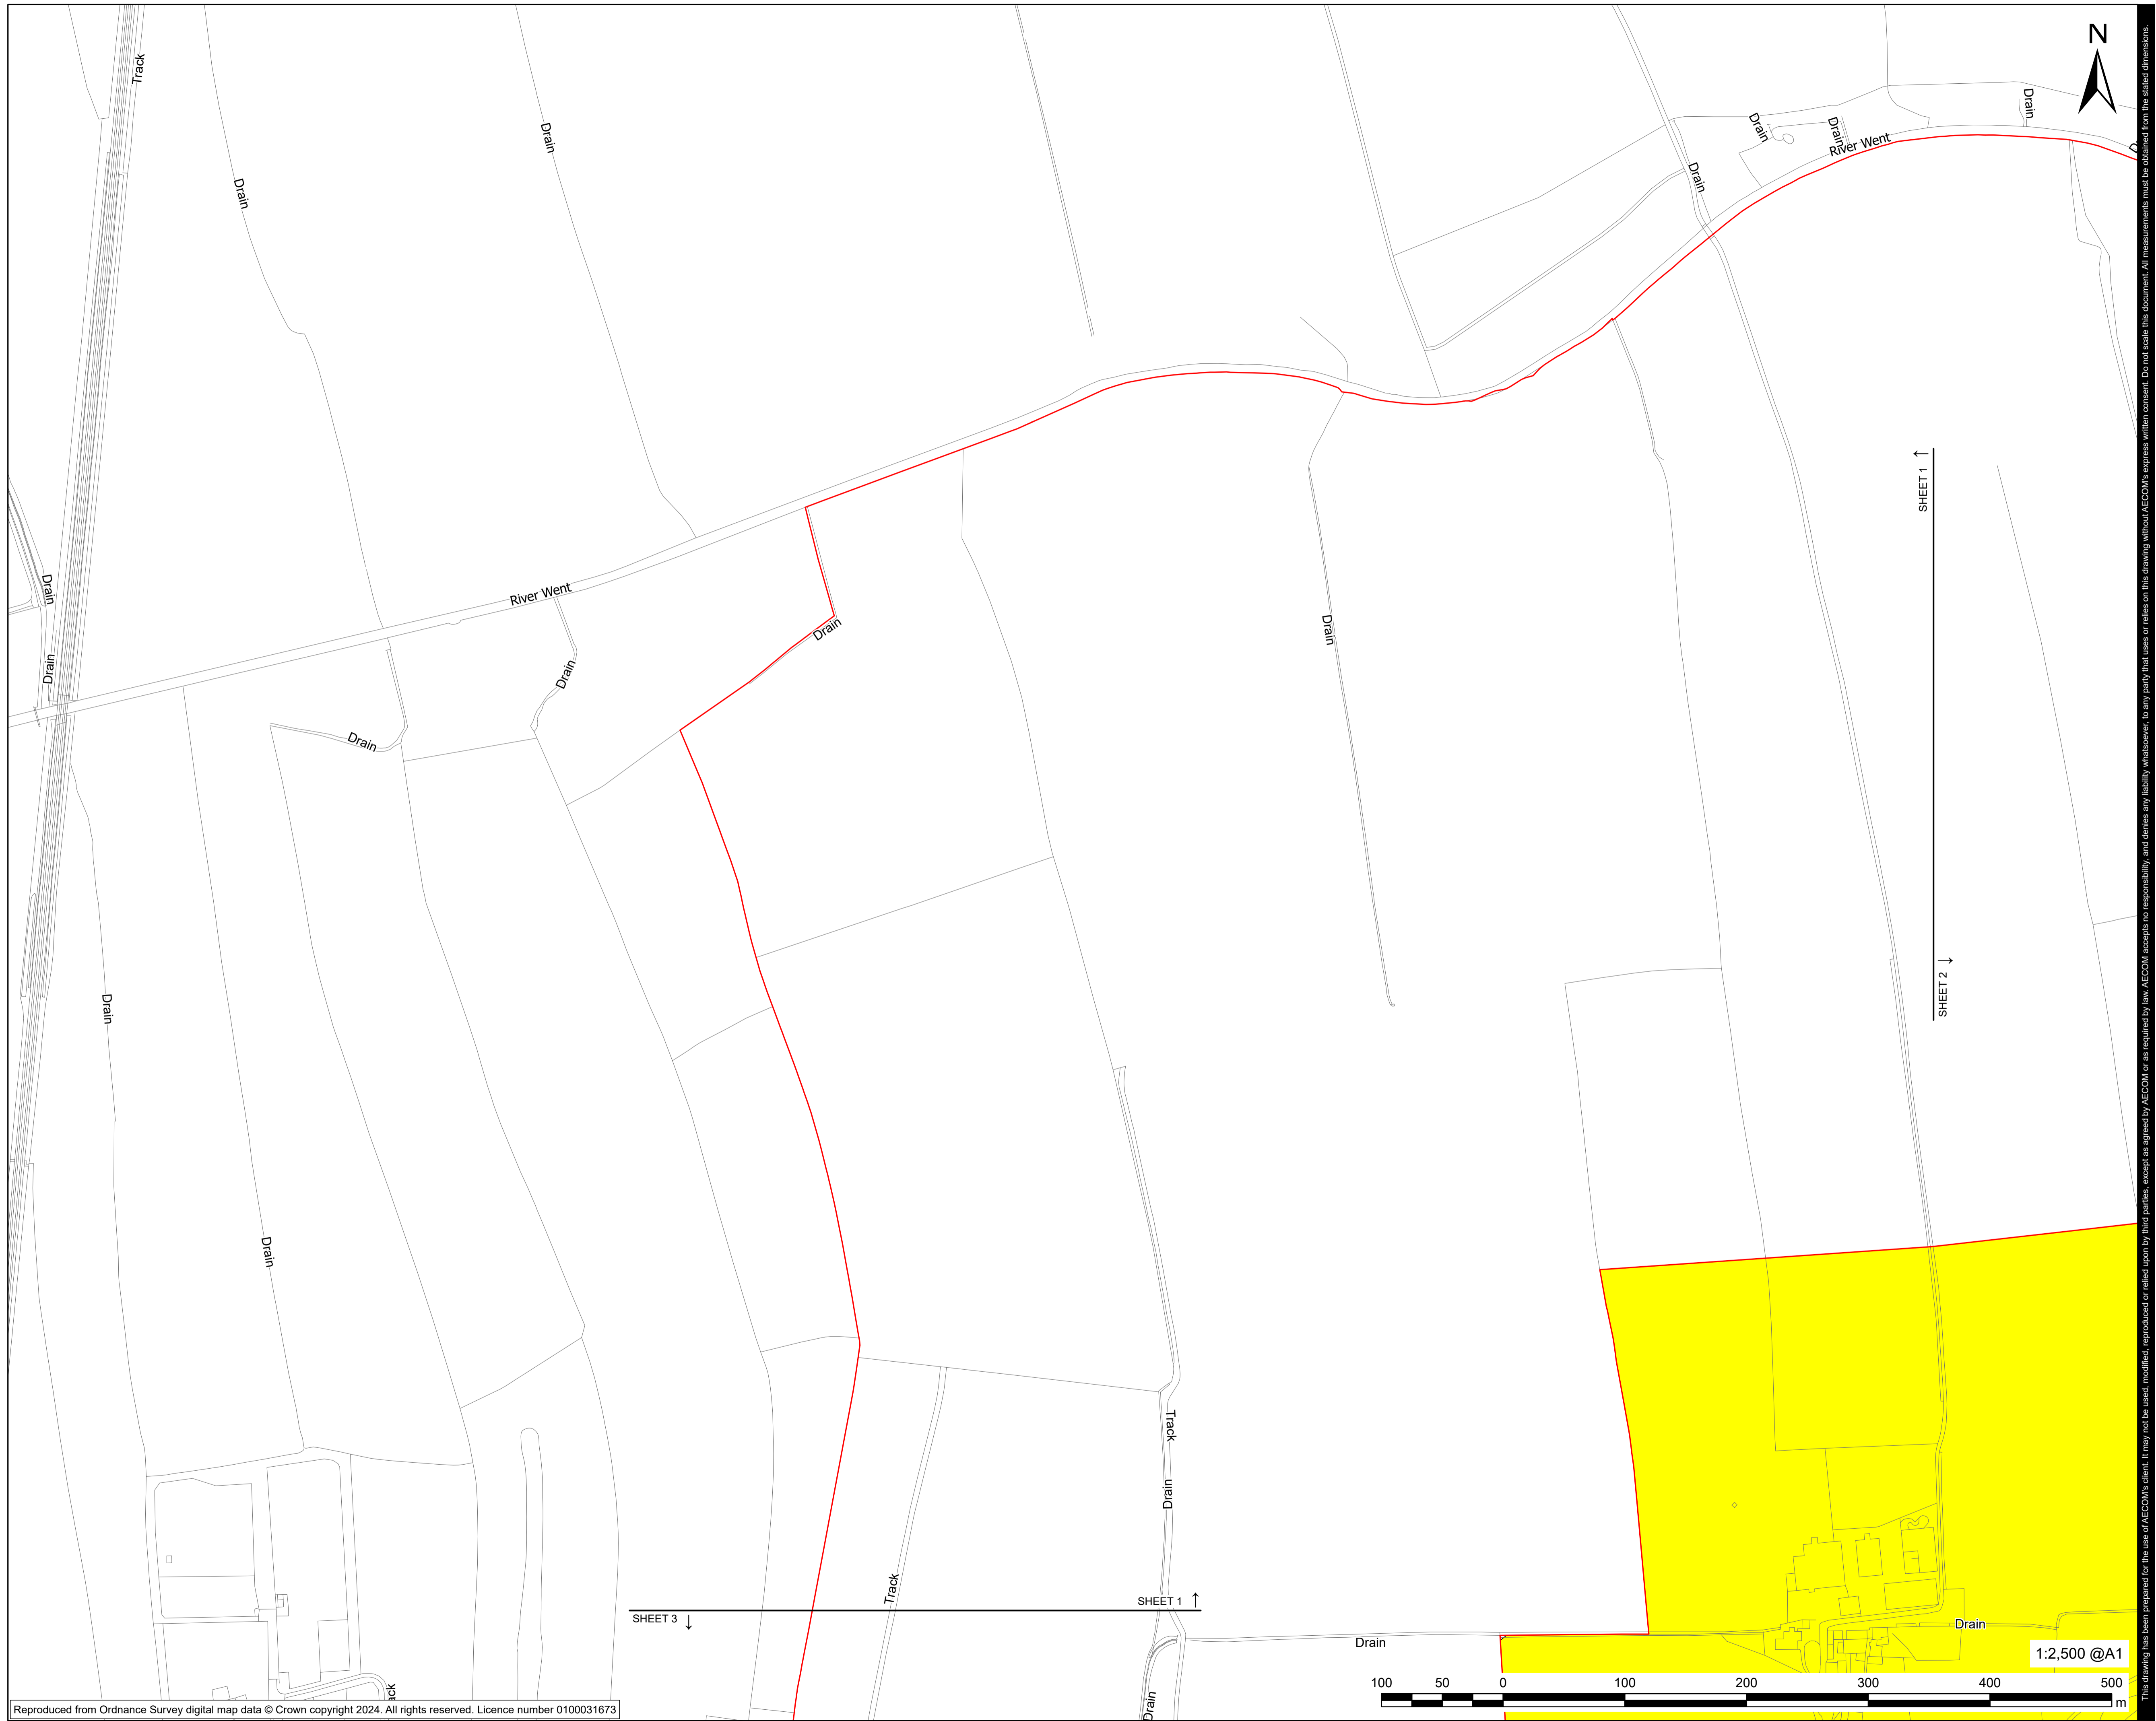 Track
Drain
Drain
Drain
Drain
Drain
Drain
Drain
N
River Went
Drain
SHEET 1 ↑
Drain
Drain
River Went
Drain
Drain
Drain
Drain
Drain
SHEET 2 ↓
Drain
Drain
Track
Drain
Track
SHEET 1 ↑
SHEET 3 ↓
Drain
Drain
Drain
1:2,500 @A1
100 50 0 100 200 300 400 500
m
Reproduced from Ordnance Survey digital map data © Crown copyright 2024. All rights reserved. Licence number 0100031673
This drawing has been prepared for the use of AECOM's client. It may not be used, modified, reproduced or relied upon by third parties, except as agreed by AECOM or as required by law. AECOM accepts no responsibility, and denies any liability whatsoever, to any party that uses or relies on this drawing without AECOM's express written consent. Do not scale this document. All measurements must be obtained from the stated dimensions.